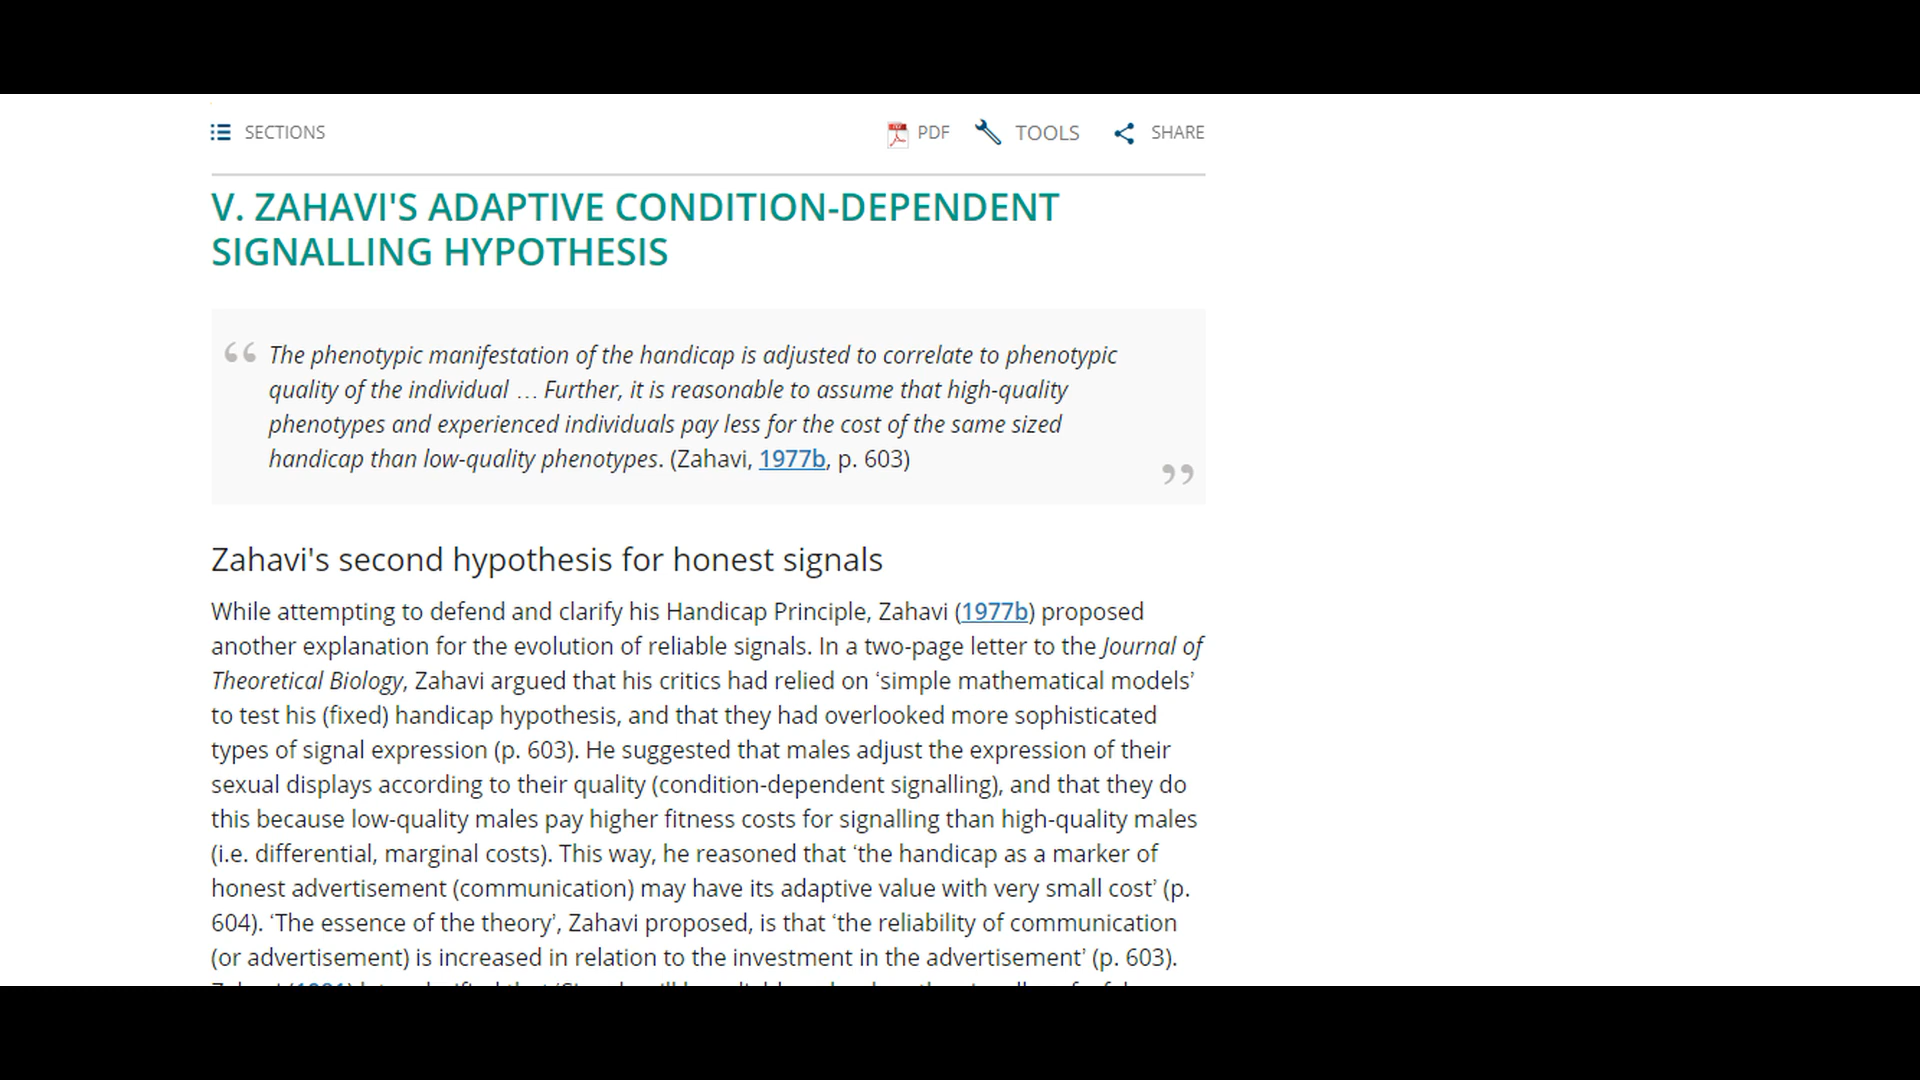 SECTIONS
PDF
TOOLS
SHARE
V. ZAHAVI'S ADAPTIVE CONDITION-DEPENDENT
SIGNALLING HYPOTHESIS
“ The phenotypic manifestation of the handicap is adjusted to correlate to phenotypic
quality of the individual … Further, it is reasonable to assume that high-quality
phenotypes and experienced individuals pay less for the cost of the same sized
handicap than low-quality phenotypes. (Zahavi, 1977b, p. 603)
”
Zahavi's second hypothesis for honest signals
While attempting to defend and clarify his Handicap Principle, Zahavi (1977b) proposed
another explanation for the evolution of reliable signals. In a two-page letter to the Journal of
Theoretical Biology, Zahavi argued that his critics had relied on ‘simple mathematical models’
to test his (fixed) handicap hypothesis, and that they had overlooked more sophisticated
types of signal expression (p. 603). He suggested that males adjust the expression of their
sexual displays according to their quality (condition-dependent signalling), and that they do
this because low-quality males pay higher fitness costs for signalling than high-quality males
(i.e. differential, marginal costs). This way, he reasoned that ‘the handicap as a marker of
honest advertisement (communication) may have its adaptive value with very small cost’ (p.
604). ‘The essence of the theory’, Zahavi proposed, is that ‘the reliability of communication
(or advertisement) is increased in relation to the investment in the advertisement’ (p. 603).